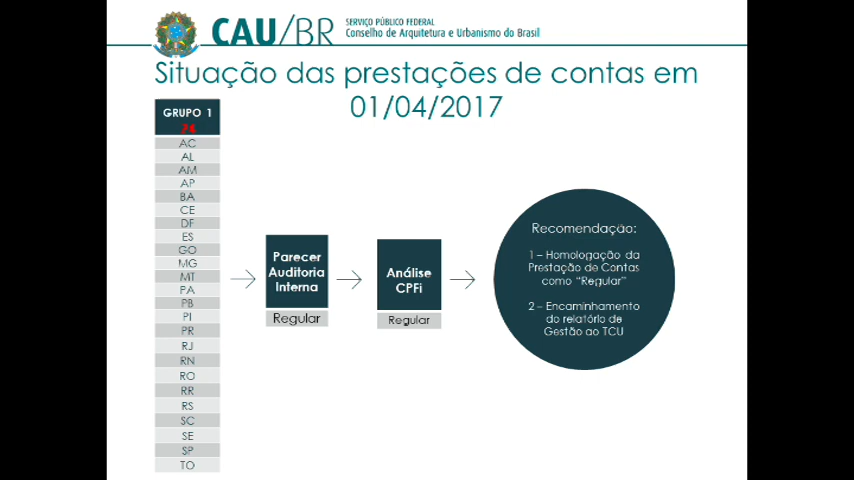 CAU/BR
SERVIÇO PÚBLICO FEDERAL
Conselho de Arquitetura e Urbanismo do Brasil
Situação das prestações de contas em
01/04/2017
GRUPO 1
24
AC
AL
AM
AP
BA
CE
DF
ES
GO
MG
MT
PA
PB
PI
PR
RJ
RN
RO
RR
RS
SC
SE
SP
TO
Parecer
Auditoria
Interna
Regular
Análise
CPFi
Regular
Recomendação:
1 – Homologação da
Prestação de Contas
como “Regular”
2 – Encaminhamento
do relatório de
Gestão ao TCU